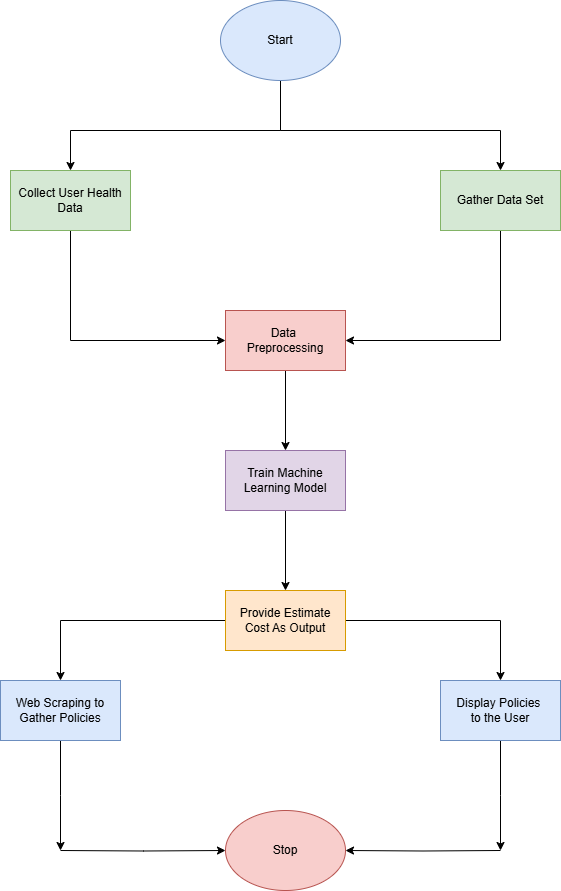 Start
Collect User Health
Data
Gather Data Set
Data
Preprocessing
Train Machine
Learning Model
Provide Estimate
Cost As Output
Web Scraping to
Gather Policies
Display Policies
to the User
Stop